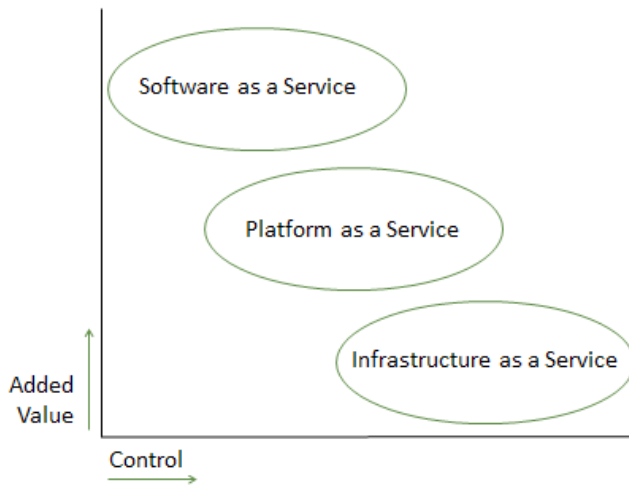 Software as a Service
Platform as a Service
Infrastructure as a Service
Added
Value
Control